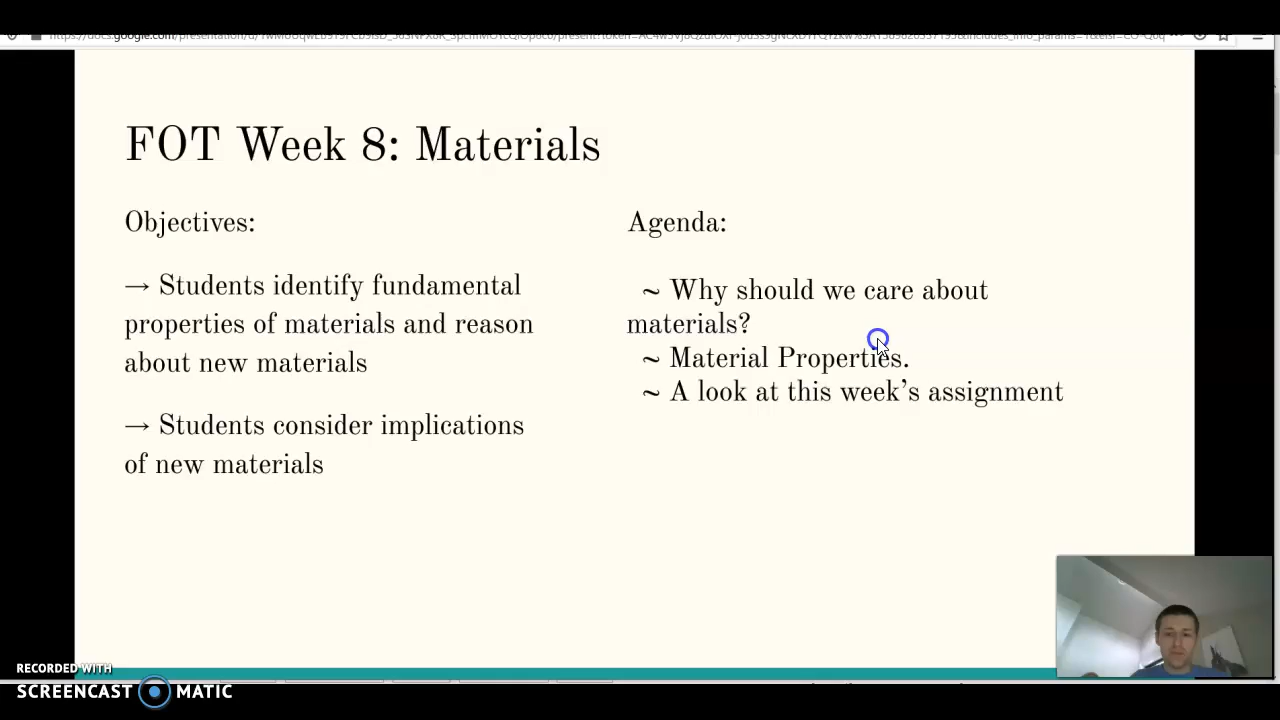 FOT Week 8: Materials
Objectives:
→ Students identify fundamental
properties of materials and reason
about new materials
→ Students consider implications
of new materials
Agenda:
~ Why should we care about
materials?
~ Material Properties.
~ A look at this week’s assignment
RECORDED WITH
SCREENCAST MATIC